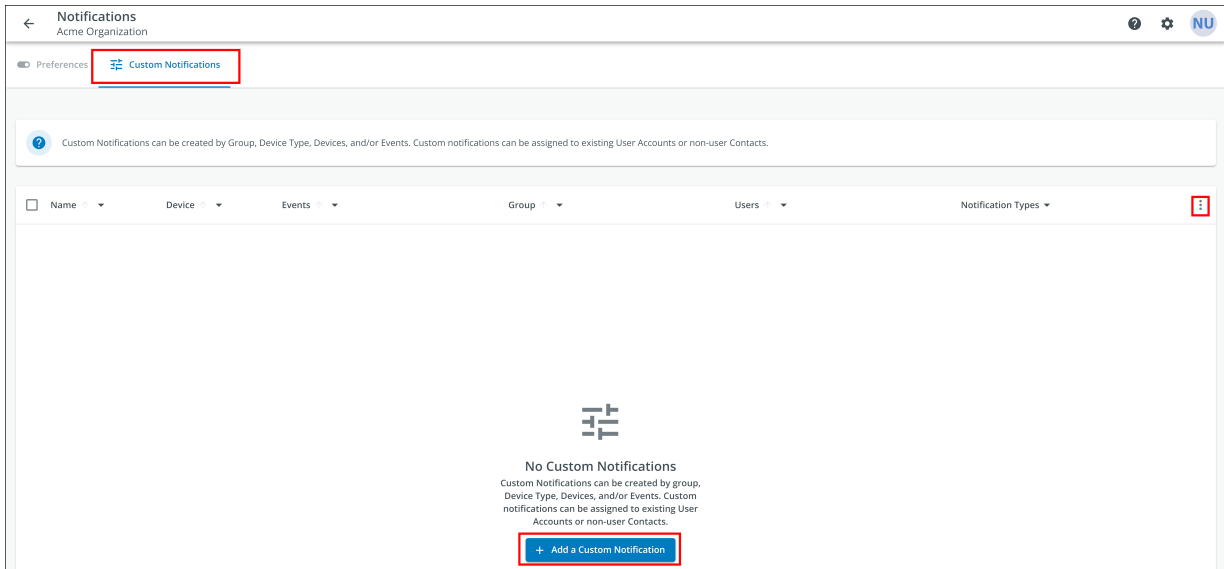 Notifications
Acme Organization
NU
Preferences
Custom Notifications
Custom Notifications can be created by Group, Device Type, Devices, and/or Events. Custom notifications can be assigned to existing User Accounts or non-user Contacts.
Name Device Events Group Users Notification Types
No Custom Notifications
Custom Notifications can be created by group,
Device Type, Devices, and/or Events. Custom
notifications can be assigned to existing User
Accounts or non-user Contacts.
+ Add a Custom Notification